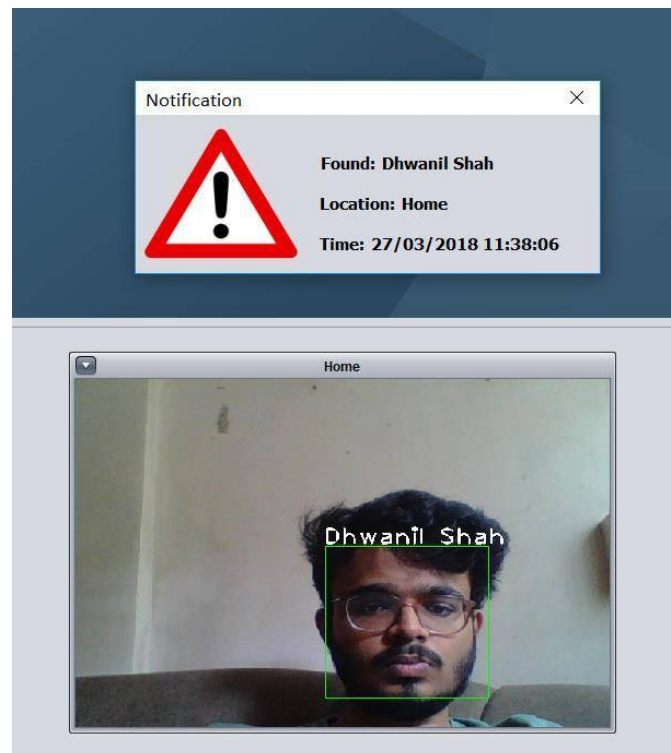 Notification
Found: Dhwanil Shah
Location: Home
Time: 27/03/2018 11:38:06
Home
Dhwanil Shah